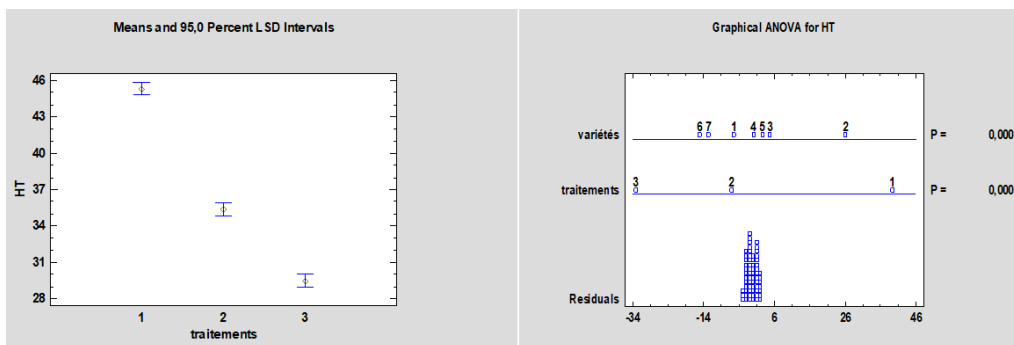 Means and 95,0 Percent LSD Intervals
46
43
40
37
34
31
28
HT
1 2 3
traitements
Graphical ANOVA for HT
6 7 1 4 5 3 2
variétés P = 0,000
3 2 1
traitements P = 0,000
Residuals
-34 -14 6 26 46